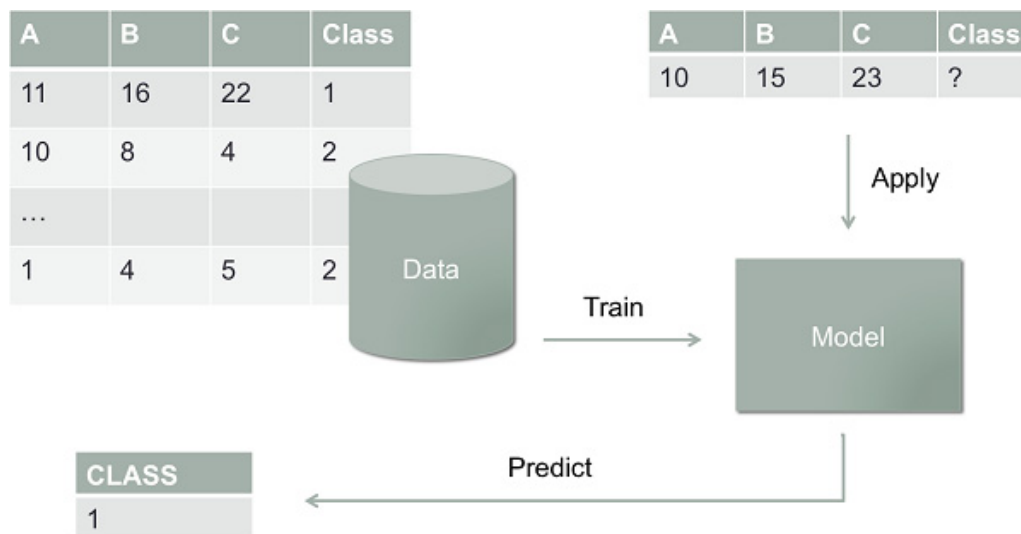 A B C Class
11 16 22 1
10 8 4 2
...
1 4 5 2
Data
Train
A B C Class
10 15 23 ?
Apply
Model
Predict
CLASS
1